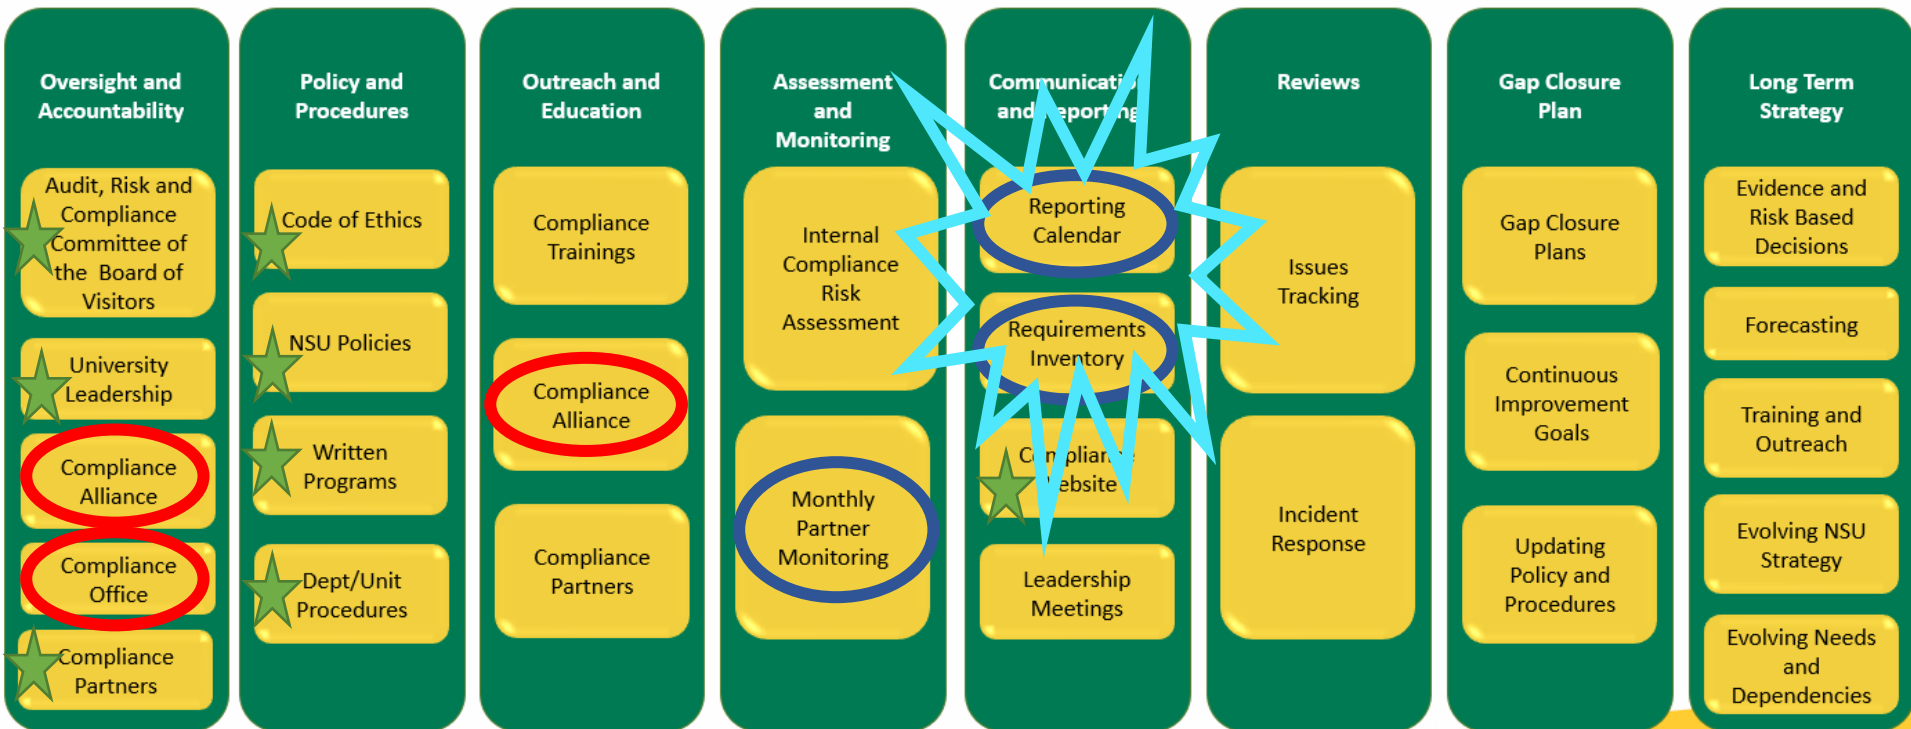 Oversight and
Accountability
Audit, Risk and
Compliance
Committee of
the Board of
Visitors
University
Leadership
Compliance
Alliance
Compliance
Office
Compliance
Partners
Policy and
Procedures
Code of Ethics
NSU Policies
Written
Programs
Dept/Unit
Procedures
Outreach and
Education
Compliance
Trainings
Compliance
Alliance
Compliance
Partners
Assessment
and
Monitoring
Internal
Compliance
Risk
Assessment
Monthly
Partner
Monitoring
Communication
and Reporting
Reporting
Calendar
Requirements
Inventory
Compliance
Website
Leadership
Meetings
Reviews
Issues
Tracking
Incident
Response
Gap Closure
Plan
Gap Closure
Plans
Continuous
Improvement
Goals
Updating
Policy and
Procedures
Long Term
Strategy
Evidence and
Risk Based
Decisions
Forecasting
Training and
Outreach
Evolving NSU
Strategy
Evolving Needs
and
Dependencies